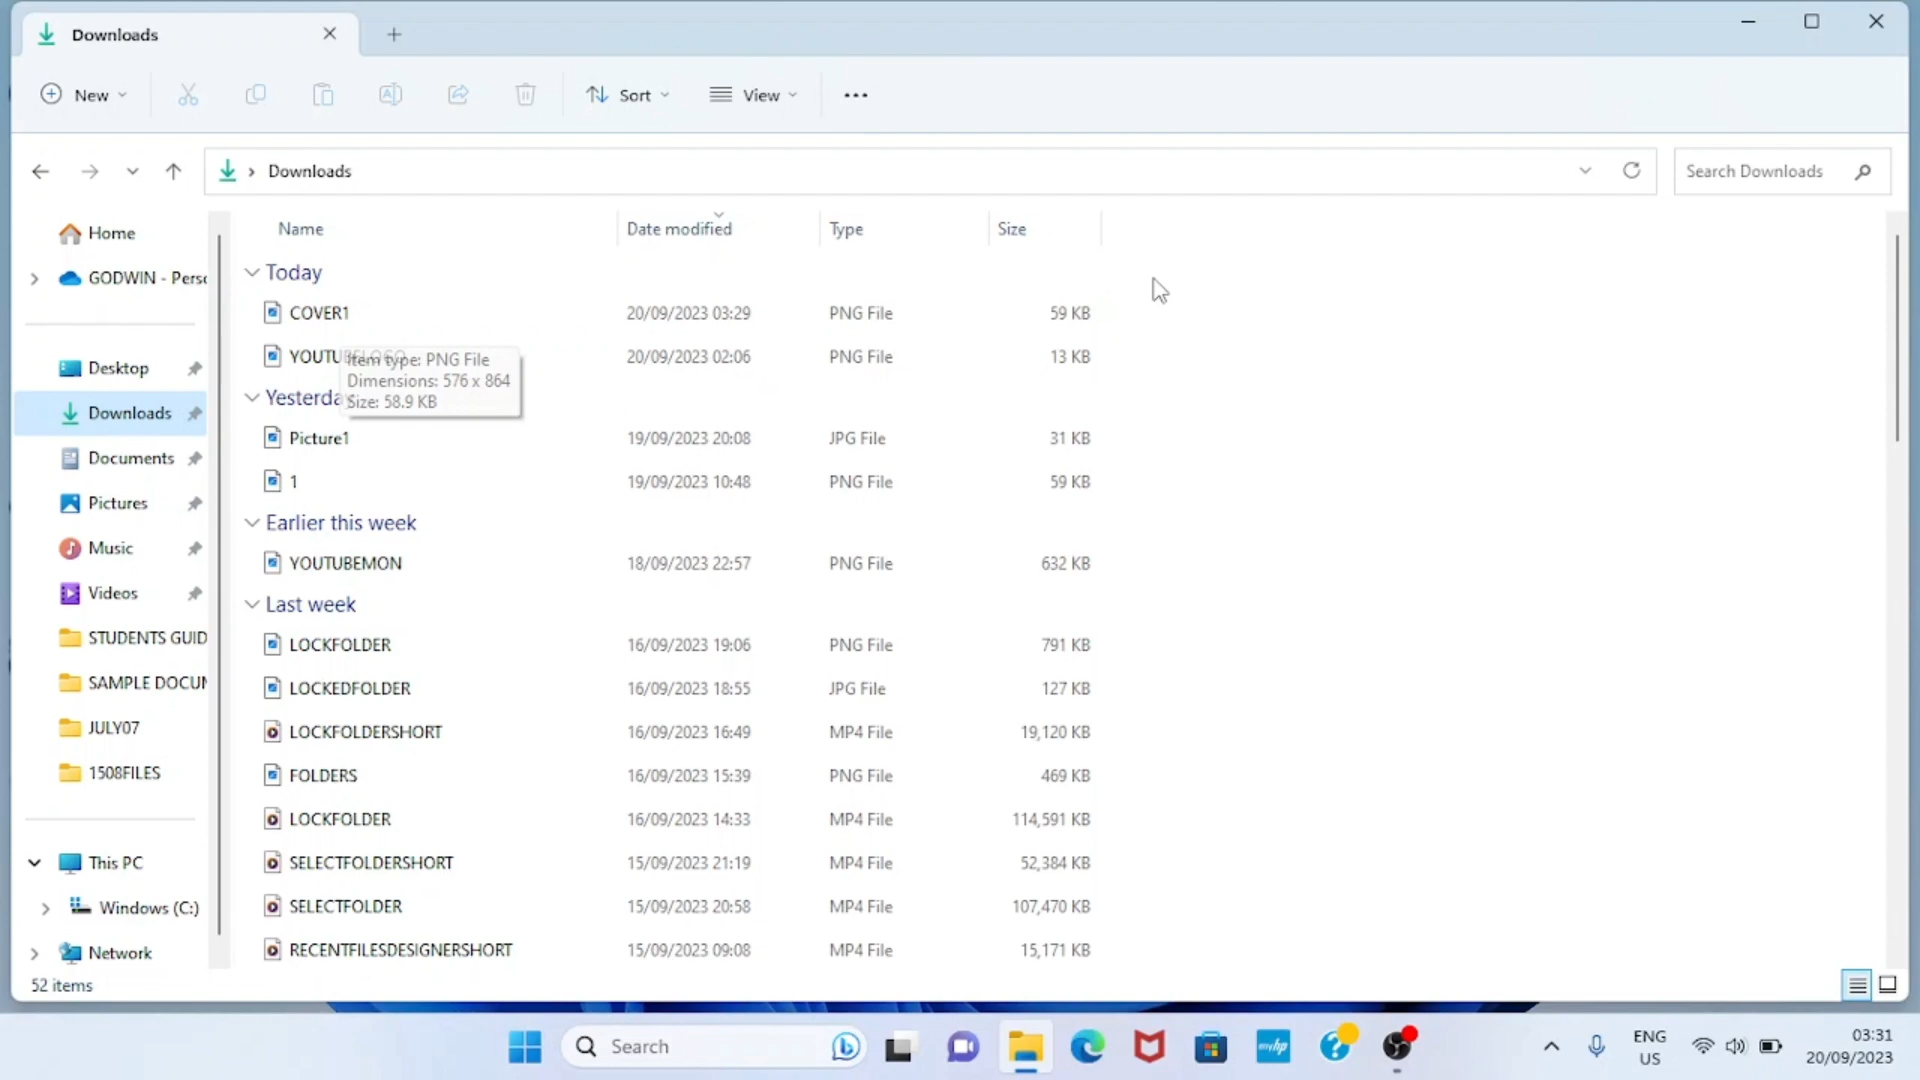 Downloads
New
Sort
View
Downloads
Search Downloads
Home
GODWIN - Perso
Desktop
Downloads
Documents
Pictures
Music
Videos
STUDENTS GUID
SAMPLE DOCUM
JULY07
1508FILES
This PC
Windows (C:)
Network
52 items
Name Date modified Type Size
Today
COVER1 20/09/2023 03:29 PNG File 59 KB
YOUTUBELOGO 20/09/2023 02:06 PNG File 13 KB
Item type: PNG File
Dimensions: 576 x 864
Size: 58.9 KB
Yesterday
Picture1 19/09/2023 20:08 JPG File 31 KB
1 19/09/2023 10:48 PNG File 59 KB
Earlier this week
YOUTUBEMON 18/09/2023 22:57 PNG File 632 KB
Last week
LOCKFOLDER 16/09/2023 19:06 PNG File 791 KB
LOCKEDFOLDER 16/09/2023 18:55 JPG File 127 KB
LOCKFOLDERSHORT 16/09/2023 16:49 MP4 File 19,120 KB
FOLDERS 16/09/2023 15:39 PNG File 469 KB
LOCKFOLDER 16/09/2023 14:33 MP4 File 114,591 KB
SELECTFOLDERSHORT 15/09/2023 21:19 MP4 File 52,384 KB
SELECTFOLDER 15/09/2023 20:58 MP4 File 107,470 KB
RECENTFILESDESIGNERSHORT 15/09/2023 09:08 MP4 File 15,171 KB
Search
myhp
ENG
US
03:31
20/09/2023